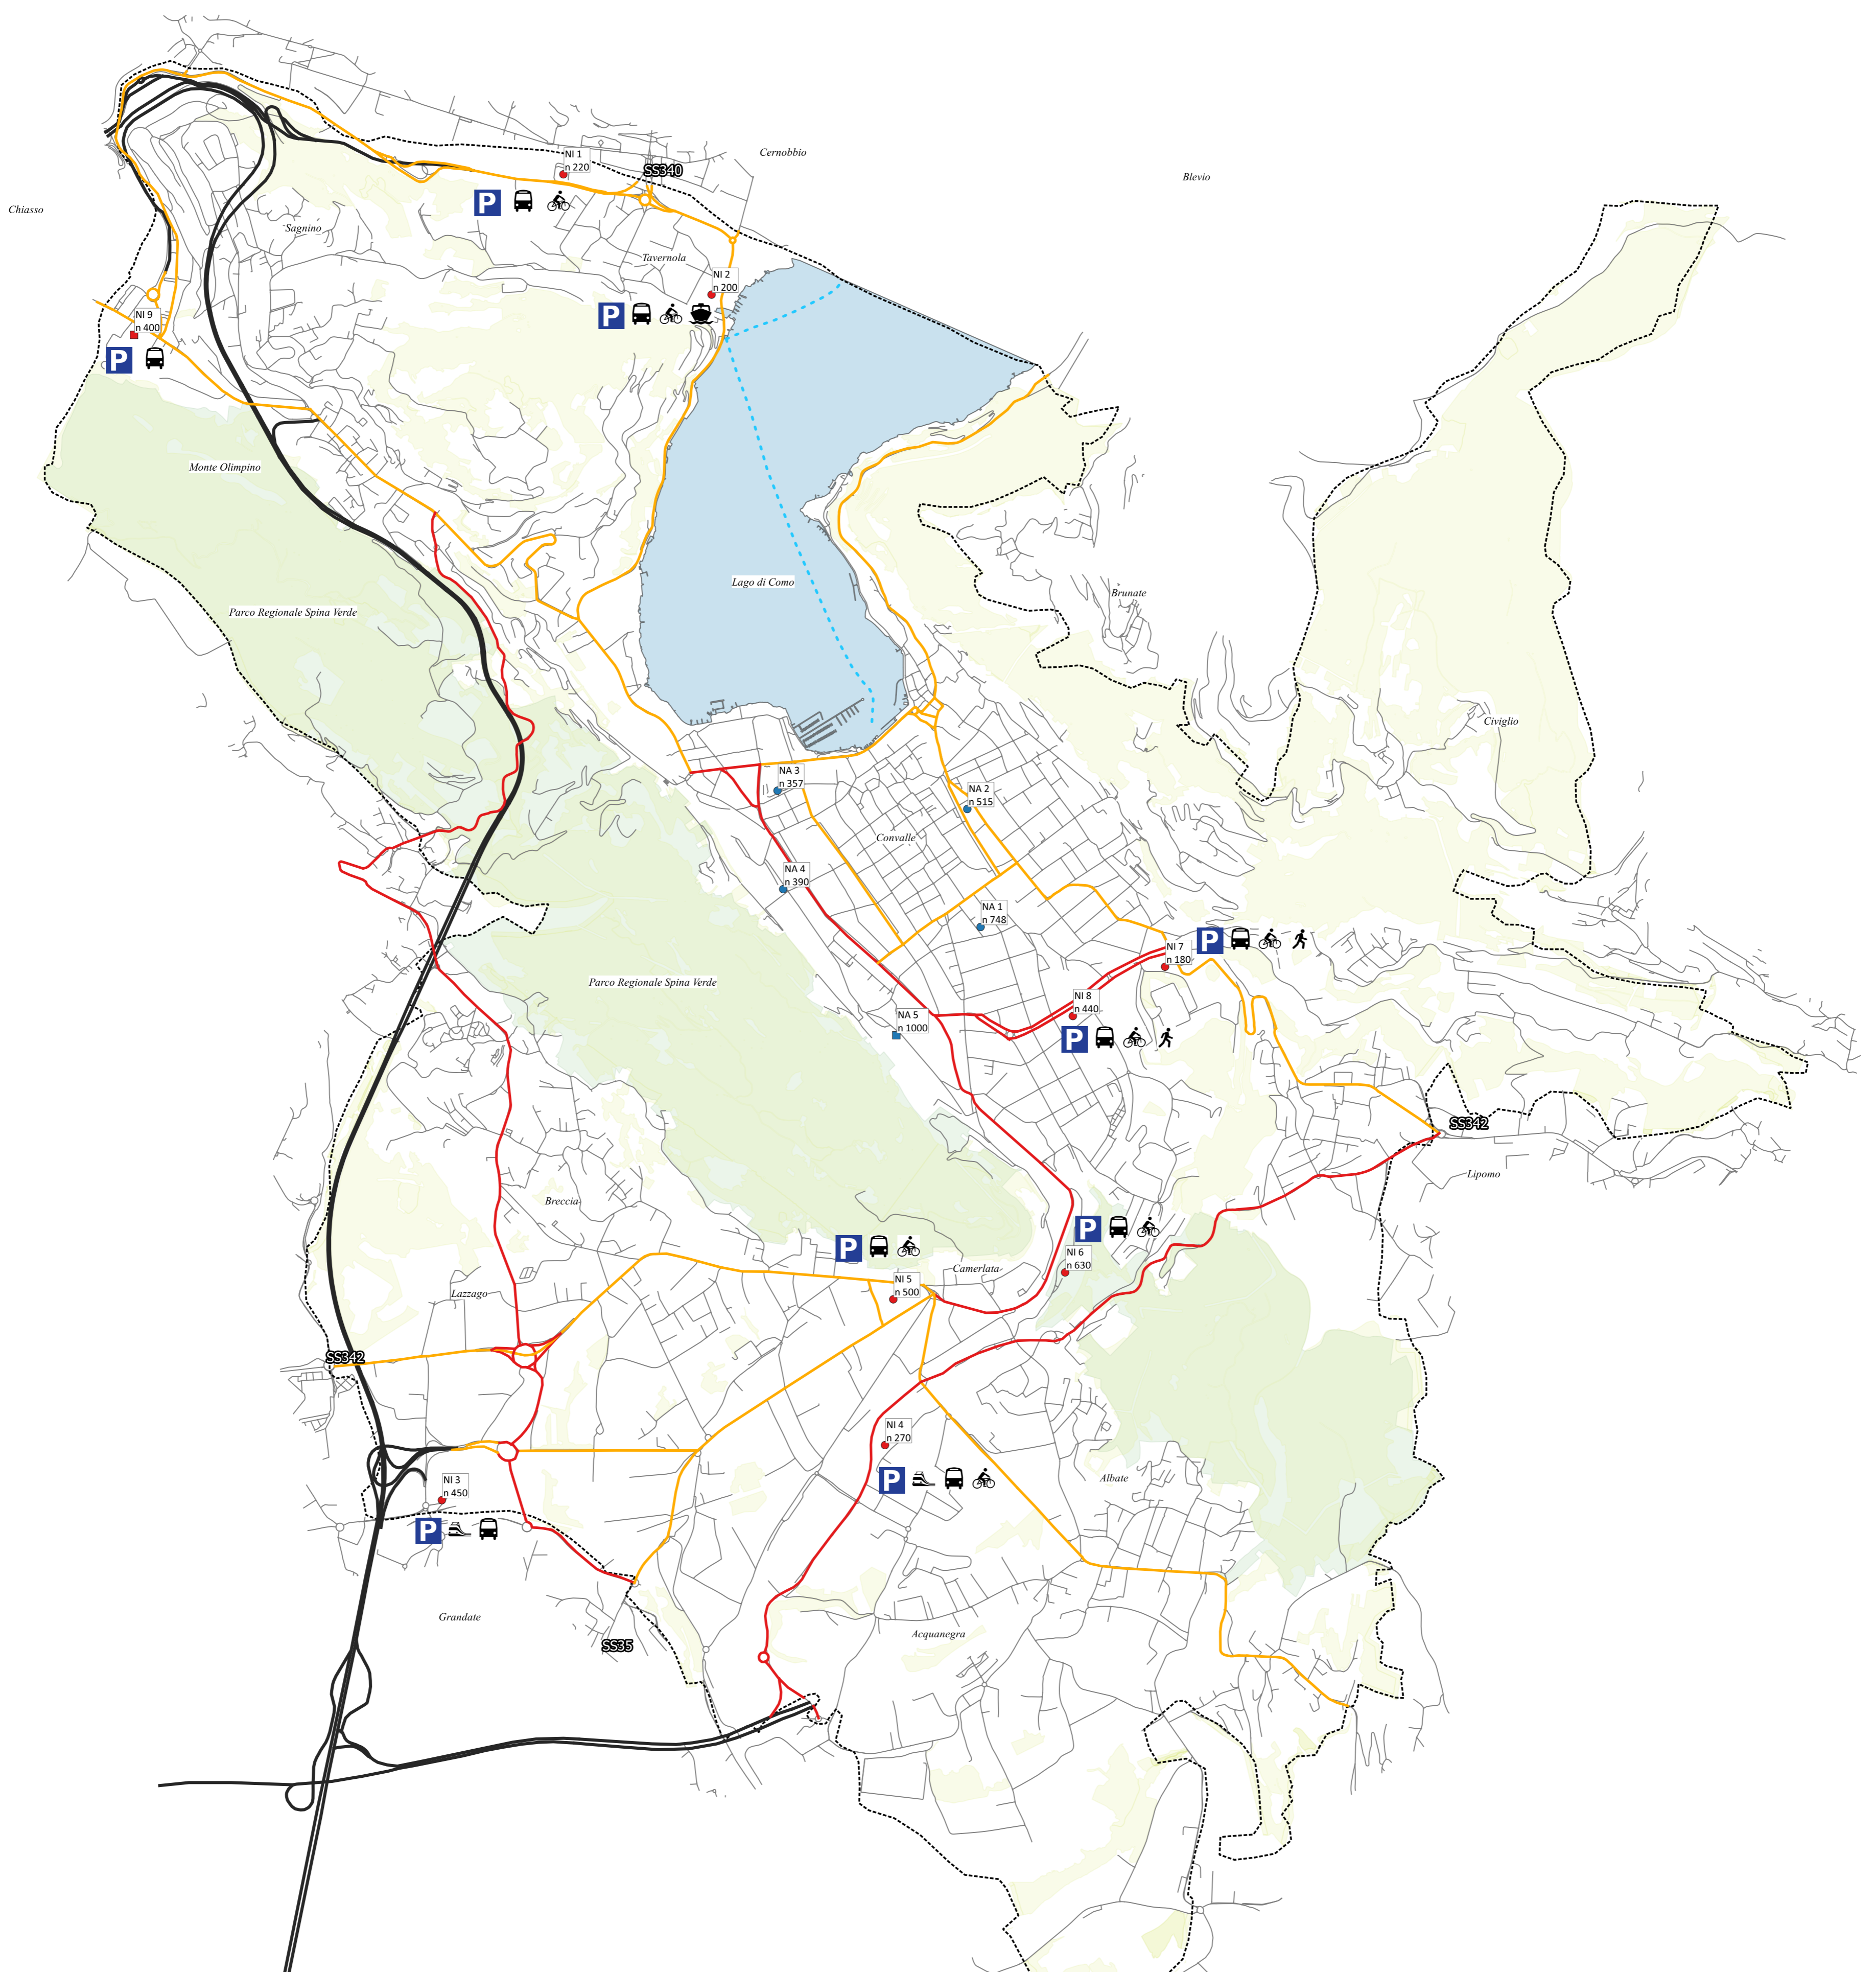 Cernobbio
NI 1
n 220
SS340
P
Blevio
Chiasso
Sagnino
Tavernola
NI 2
n 200
P
NI 9
n 400
P
Monte Olimpino
Lago di Como
Brunate
Parco Regionale Spina Verde
Civiglio
NA 3
n 357
NA 2
n 515
Convalle
NA 4
n 390
NA 1
n 748
NI 7
n 180
P
Parco Regionale Spina Verde
NI 8
n 440
P
NA 5
n 1000
SS342
Lipomo
Breccia
P
P
NI 6
n 630
Camerlata
NI 5
n 500
Lazzago
SS342
NI 4
n 270
P
Albate
NI 3
n 450
P
Grandate
SS35
Acquanegra